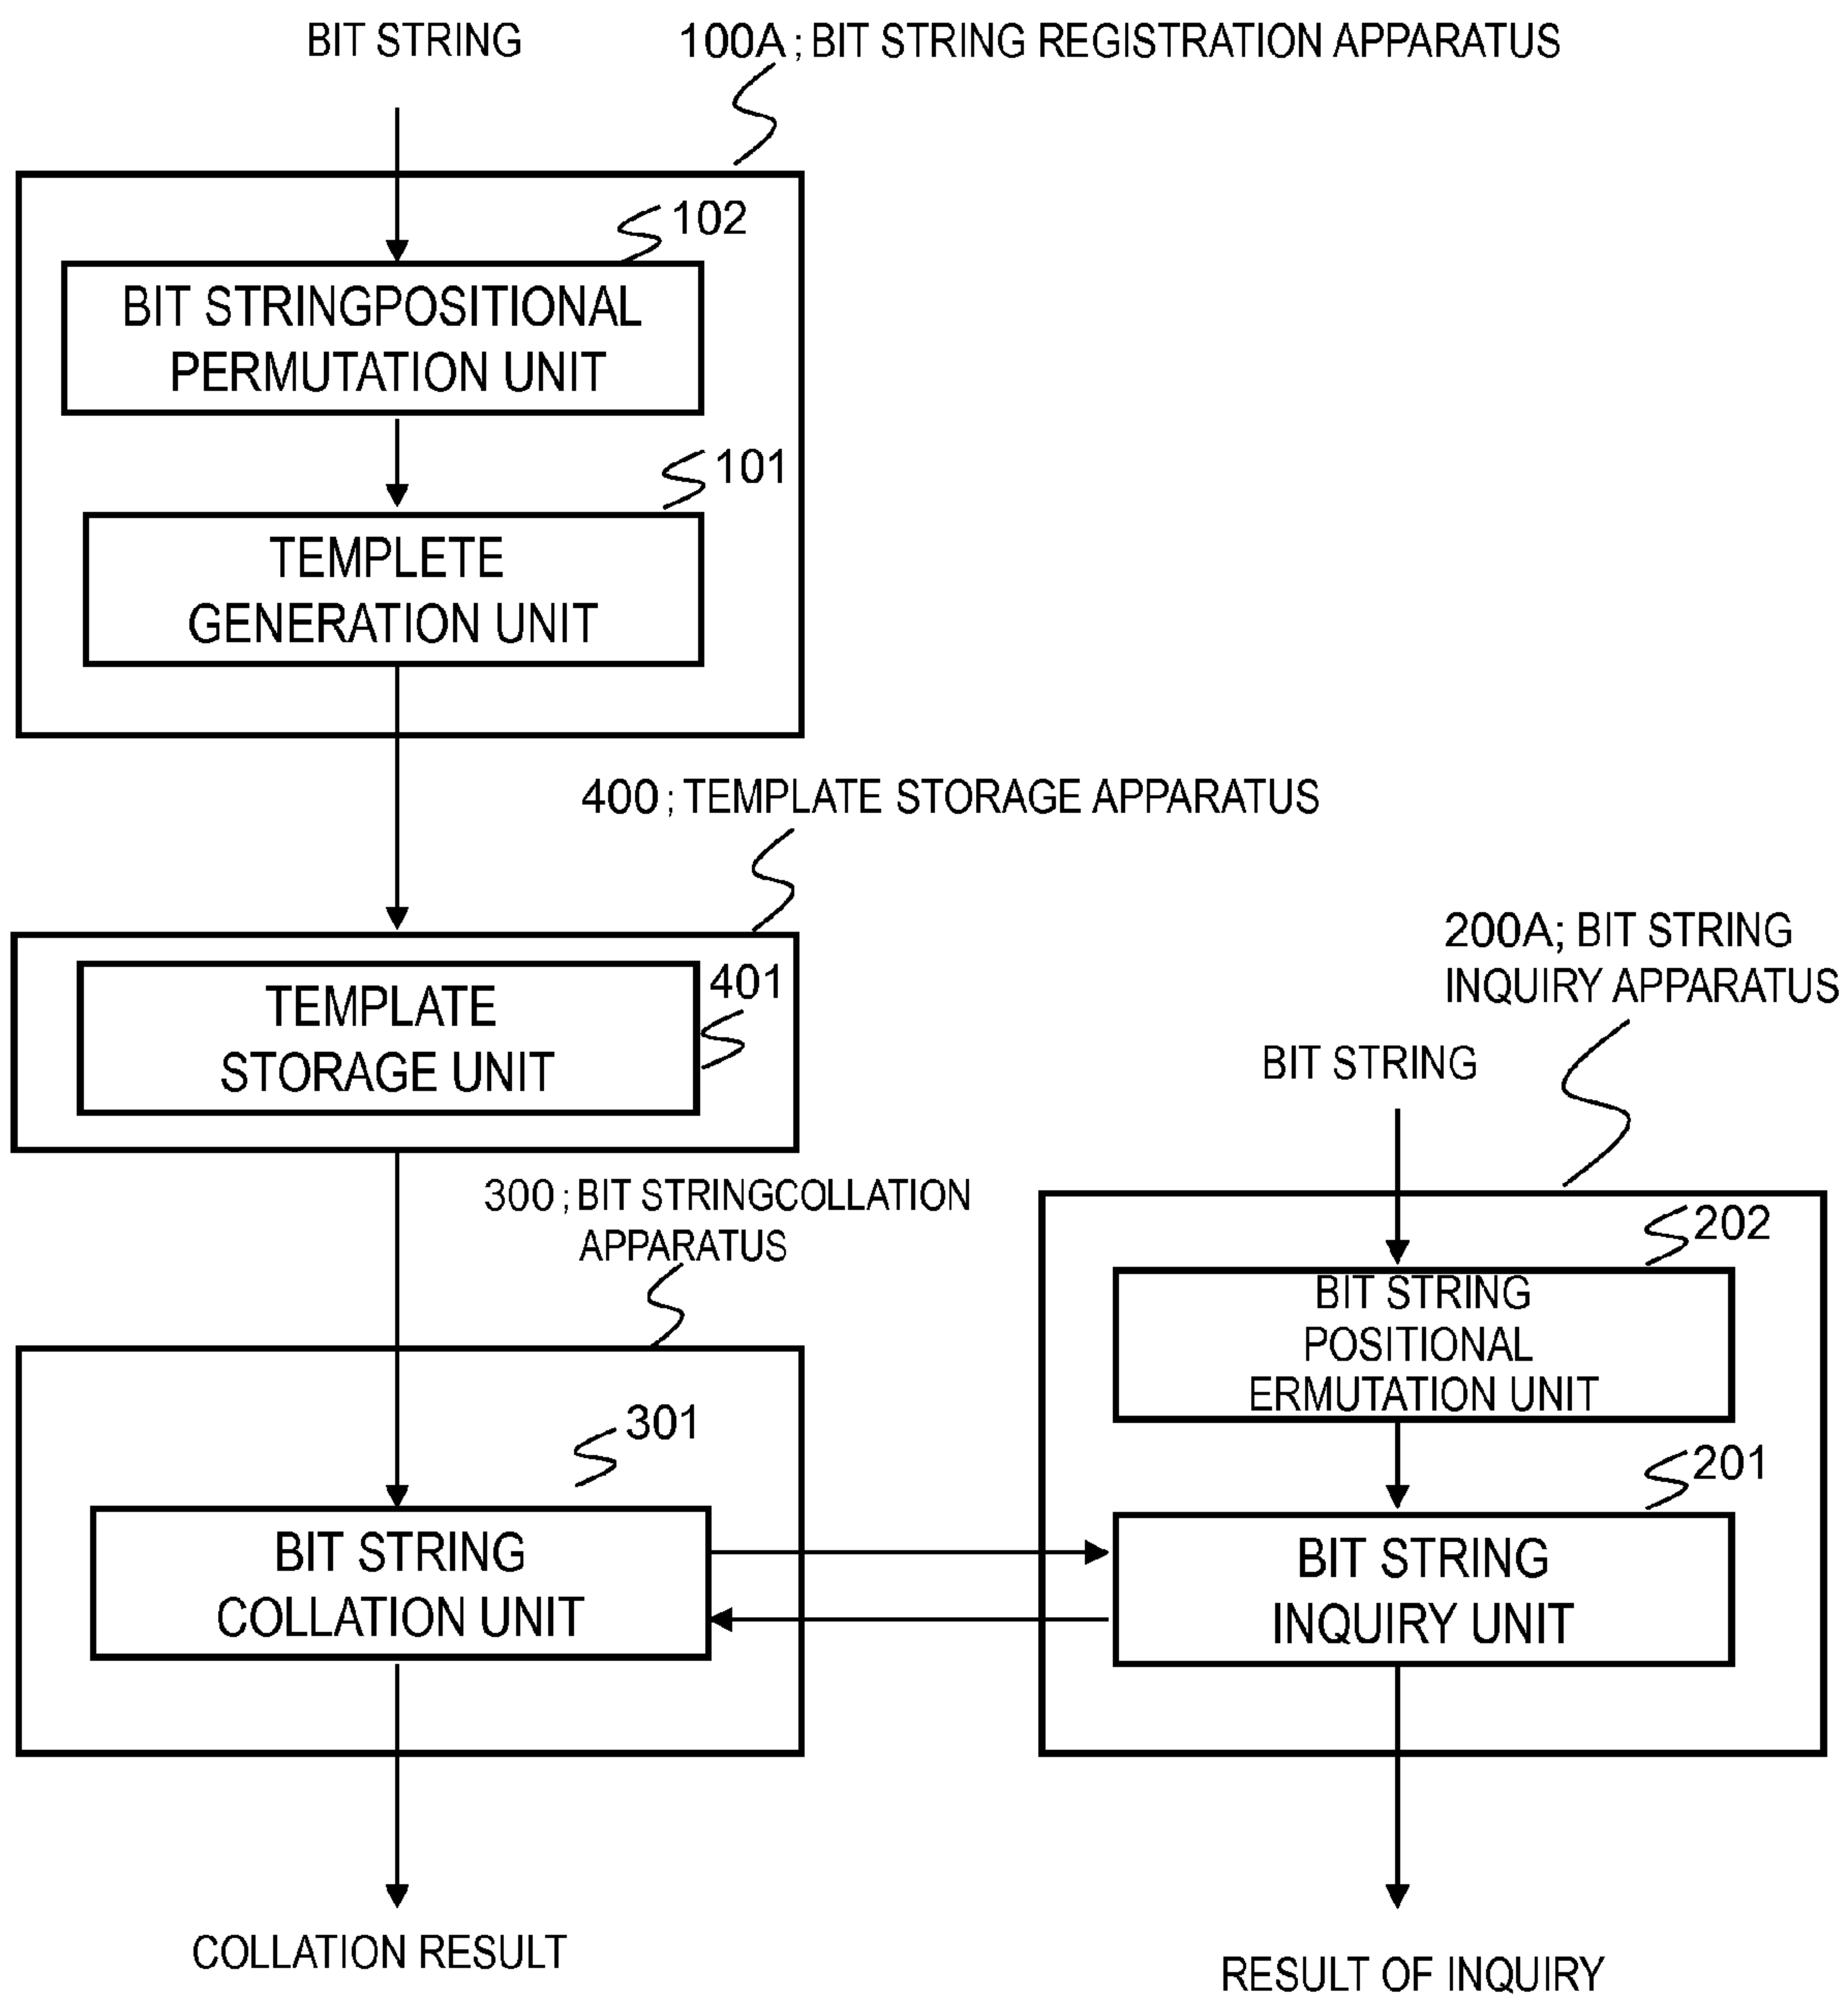 BIT STRING
100A ; BIT STRING REGISTRATION APPARATUS
102
BIT STRINGPOSITIONAL
PERMUTATION UNIT
101
TEMPLETE
GENERATION UNIT
400 ; TEMPLATE STORAGE APPARATUS
401
TEMPLATE
STORAGE UNIT
200A; BIT STRING
INQUIRY APPARATUS
BIT STRING
300 ; BIT STRINGCOLLATION
APPARATUS
202
BIT STRING
POSITIONAL
ERMUTATION UNIT
301
201
BIT STRING
COLLATION UNIT
BIT STRING
INQUIRY UNIT
COLLATION RESULT
RESULT OF INQUIRY